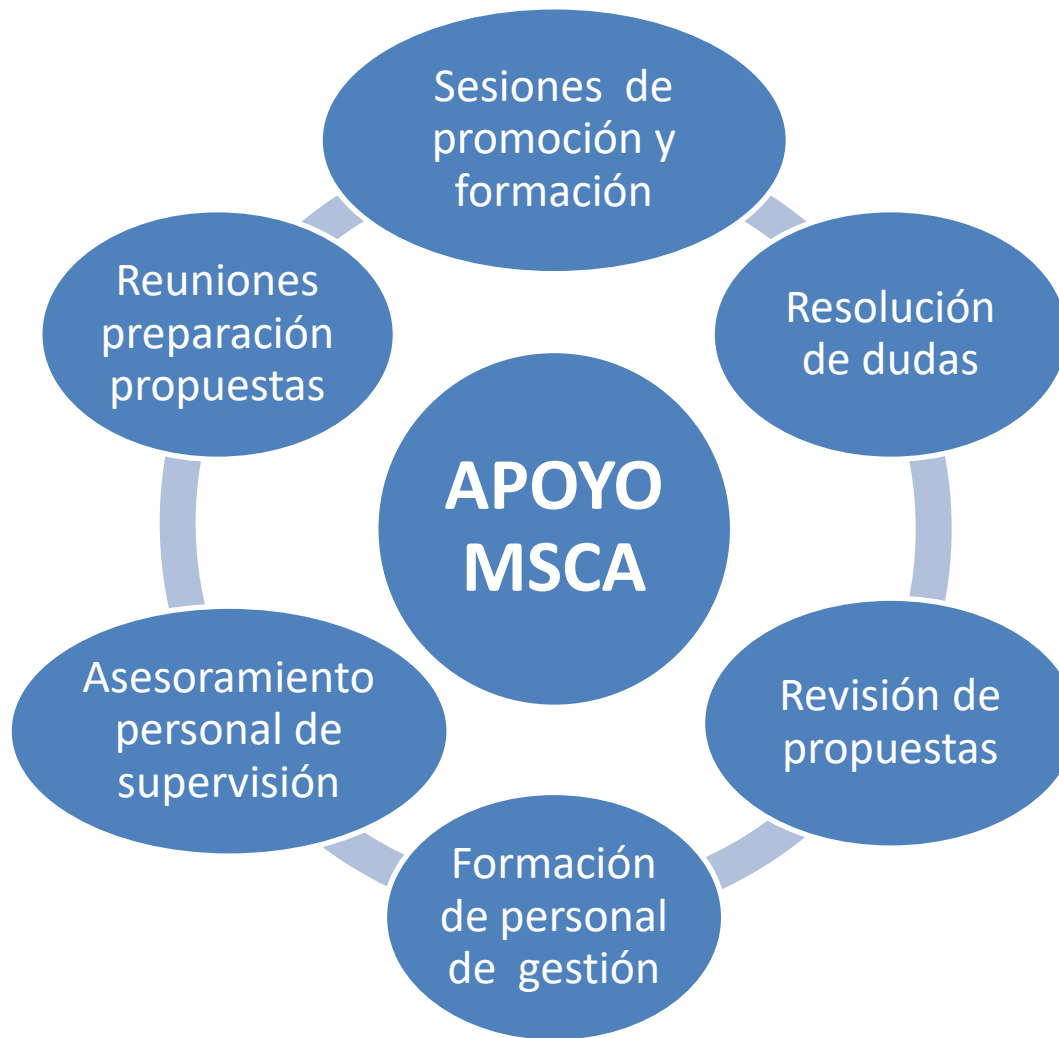 Sesiones de
promoción y
formación
Resolución
de dudas
Revisión de
propuestas
Formación
de personal
de gestión
Asesoramiento
personal de
supervisión
Reuniones
preparación
propuestas
APOYO
MSCA